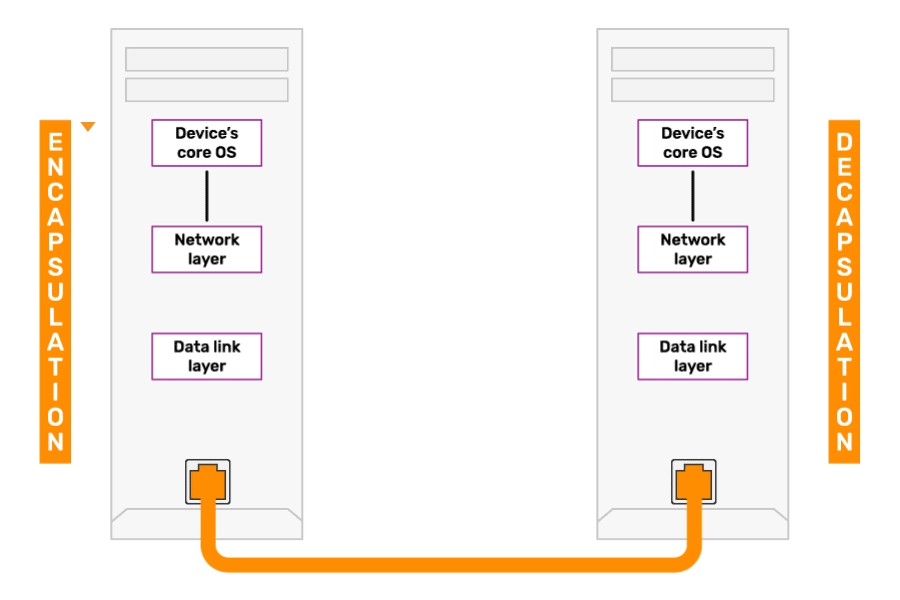 ENCAPSULATION
Device's
core OS
Network
layer
Data link
layer
Device's
core OS
Network
layer
Data link
layer
DECAPSULATION